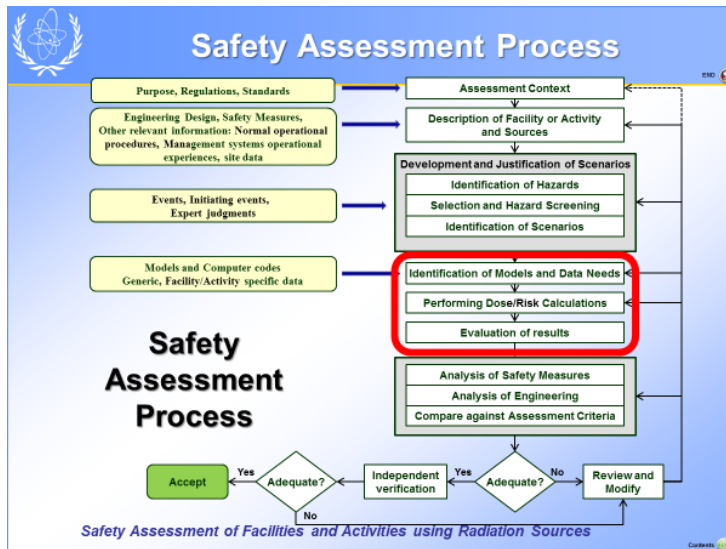 Safety Assessment Process
END
Purpose, Regulations, Standards
Assessment Context
Engineering Design, Safety Measures,
Other relevant information: Normal operational
procedures, Management systems operational
experiences, site data
Description of Facility or Activity
and Sources
Development and Justification of Scenarios
Identification of Hazards
Selection and Hazard Screening
Identification of Scenarios
Events, Initiating events,
Expert judgments
Models and Computer codes
Generic, Facility/Activity specific data
Identification of Models and Data Needs
Performing Dose/Risk Calculations
Evaluation of results
Safety
Assessment
Process
Analysis of Safety Measures
Analysis of Engineering
Compare against Assessment Criteria
Accept
Yes
Adequate?
No
Independent
verification
Yes
Adequate?
No
Review and
Modify
Safety Assessment of Facilities and Activities using Radiation Sources
Contents